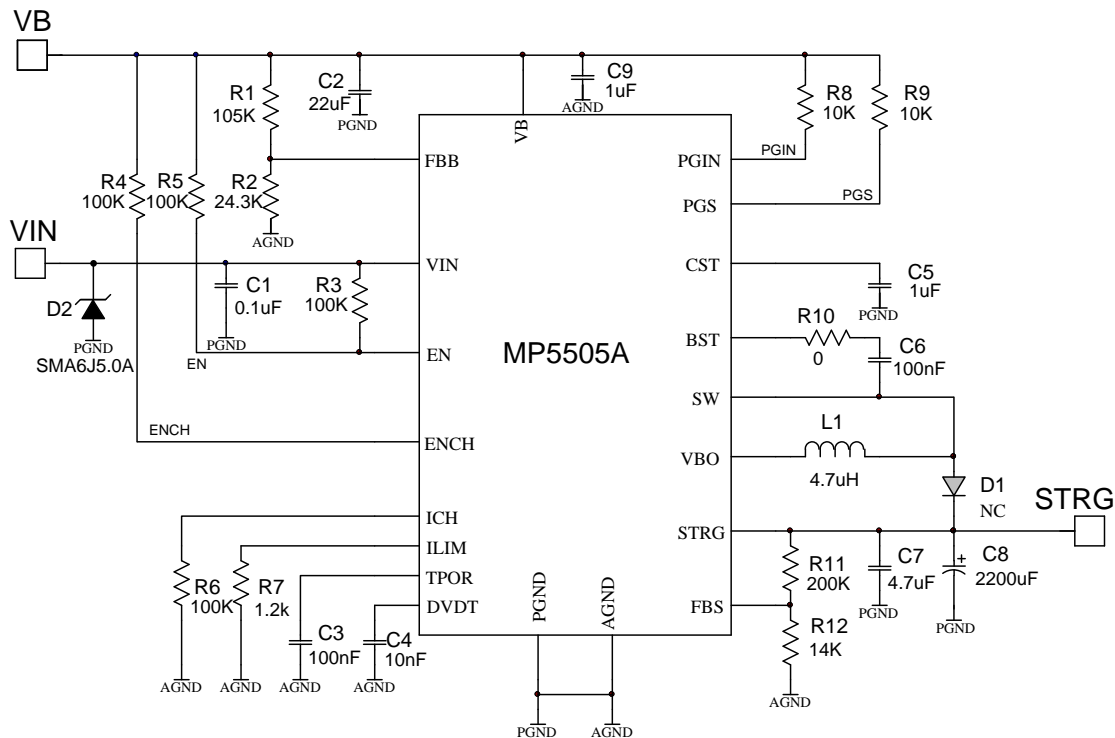 VB
R1
105K
C2
22uF
PGND
C9
1uF
AGND
R8
10K
R9
10K
VB
FBB
PGIN
PGIN
R4
100K
R5
100K
R2
24.3K
AGND
PGS
PGS
VIN
VIN
CST
C5
1uF
PGND
D2
PGND
SMA6J5.0A
C1
0.1uF
PGND
R3
100K
EN
EN
MP5505A
BST
R10
0
C6
100nF
SW
ENCH
ENCH
VBO
L1
4.7uH
D1
NC
STRG
ICH
ILIM
TPOR
DVDT
STRG
R6
100K
R7
1.2k
C3
100nF
C4
10nF
PGND
AGND
FBS
R11
200K
C7
4.7uF
PGND
+
C8
2200uF
PGND
R12
14K
AGND
AGND
AGND
AGND
AGND
PGND
AGND